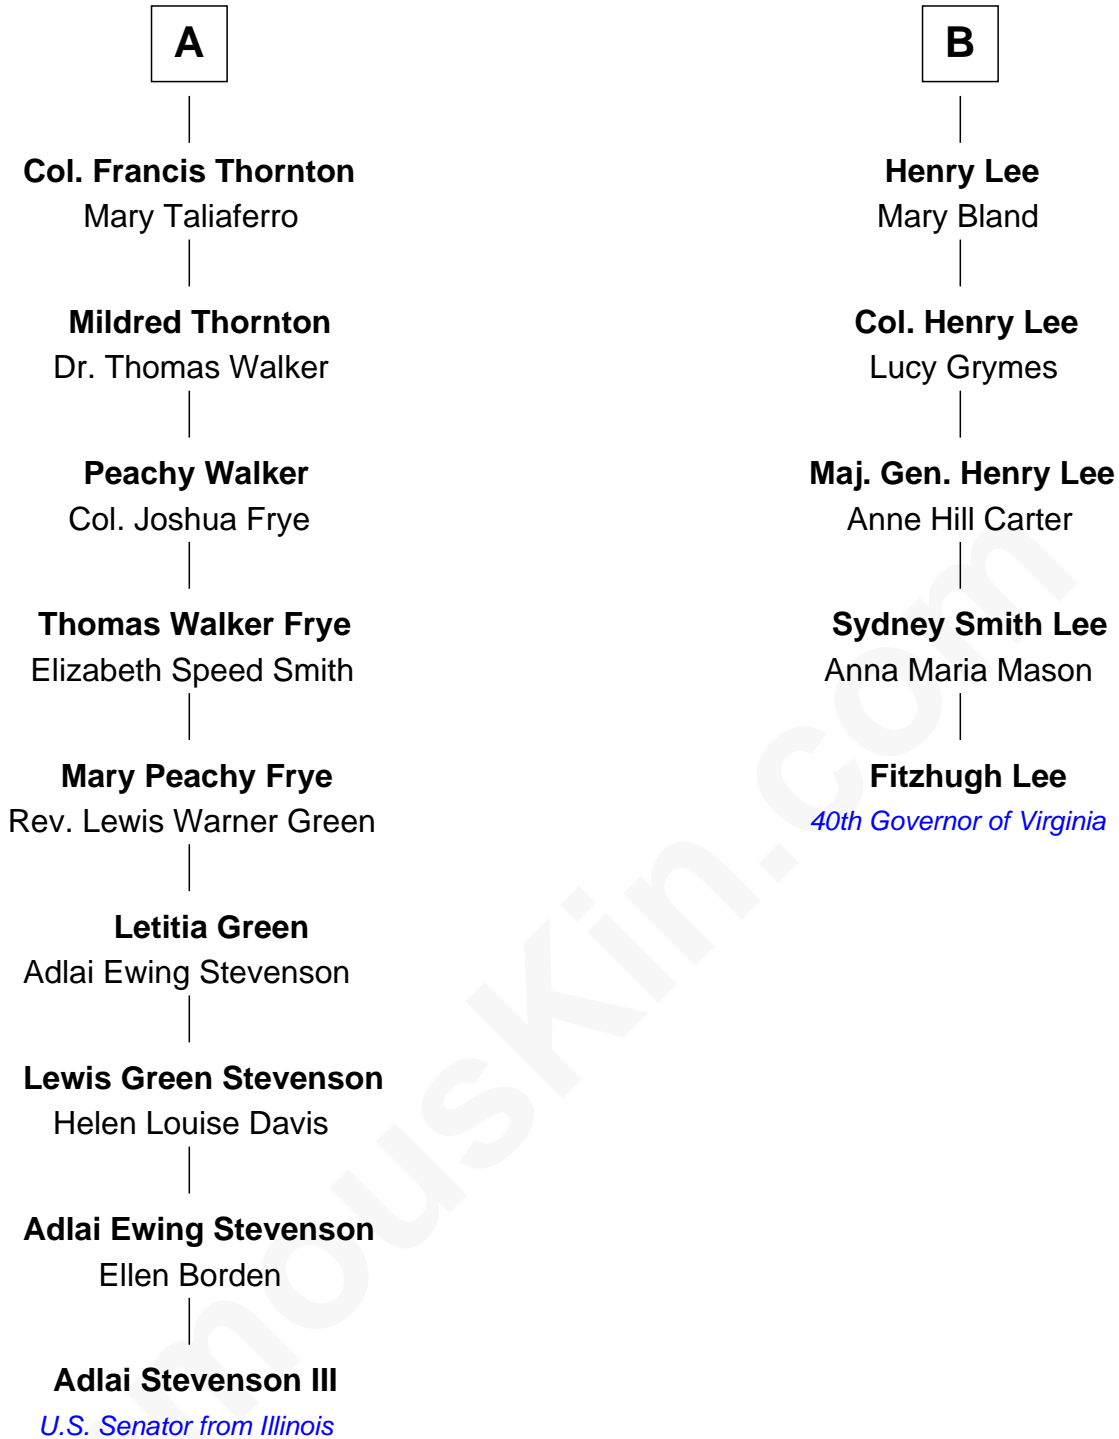 A
Col. Francis Thornton
Mary Taliaferro
Mildred Thornton
Dr. Thomas Walker
Peachy Walker
Col. Joshua Frye
Thomas Walker Frye
Elizabeth Speed Smith
Mary Peachy Frye
Rev. Lewis Warner Green
Letitia Green
Adlai Ewing Stevenson
Lewis Green Stevenson
Helen Louise Davis
Adlai Ewing Stevenson
Ellen Borden
Adlai Stevenson III
U.S. Senator from Illinois
B
Henry Lee
Mary Bland
Col. Henry Lee
Lucy Grymes
Maj. Gen. Henry Lee
Anne Hill Carter
Sydney Smith Lee
Anna Maria Mason
Fitzhugh Lee
40th Governor of Virginia
mousKin.com